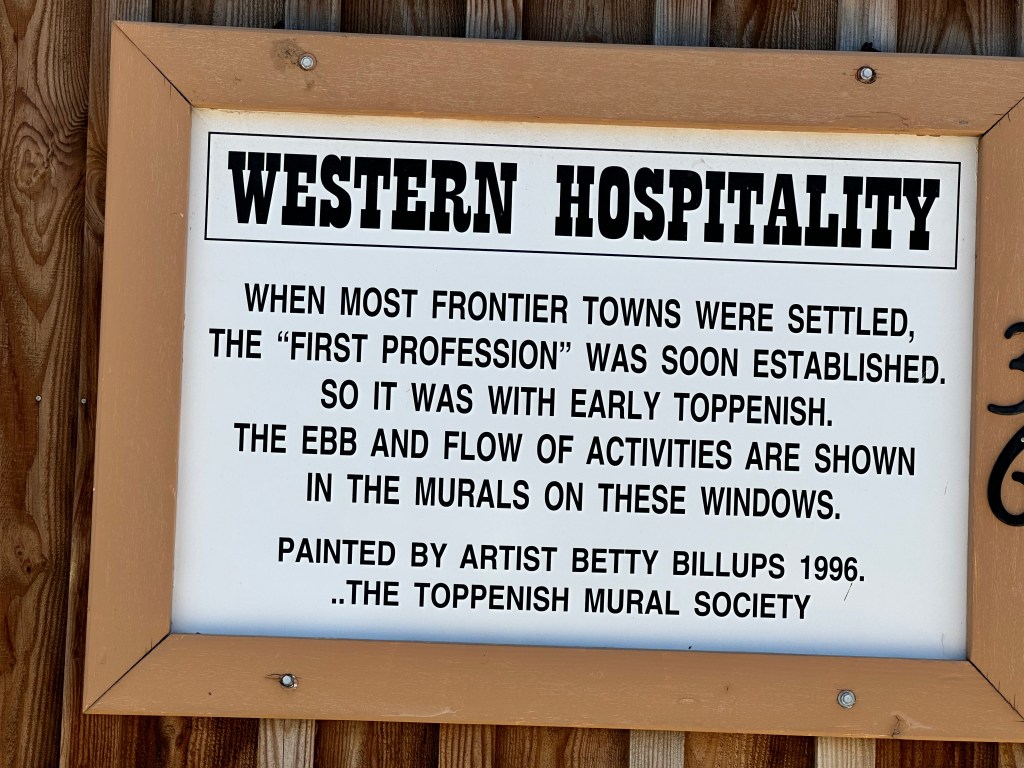 WESTERN HOSPITALITY
WHEN MOST FRONTIER TOWNS WERE SETTLED,
THE “FIRST PROFESSION” WAS SOON ESTABLISHED.
SO IT WAS WITH EARLY TOPPENISH.
THE EBB AND FLOW OF ACTIVITIES ARE SHOWN
IN THE MURALS ON THESE WINDOWS.
PAINTED BY ARTIST BETTY BILLUPS 1996.
..THE TOPPENISH MURAL SOCIETY